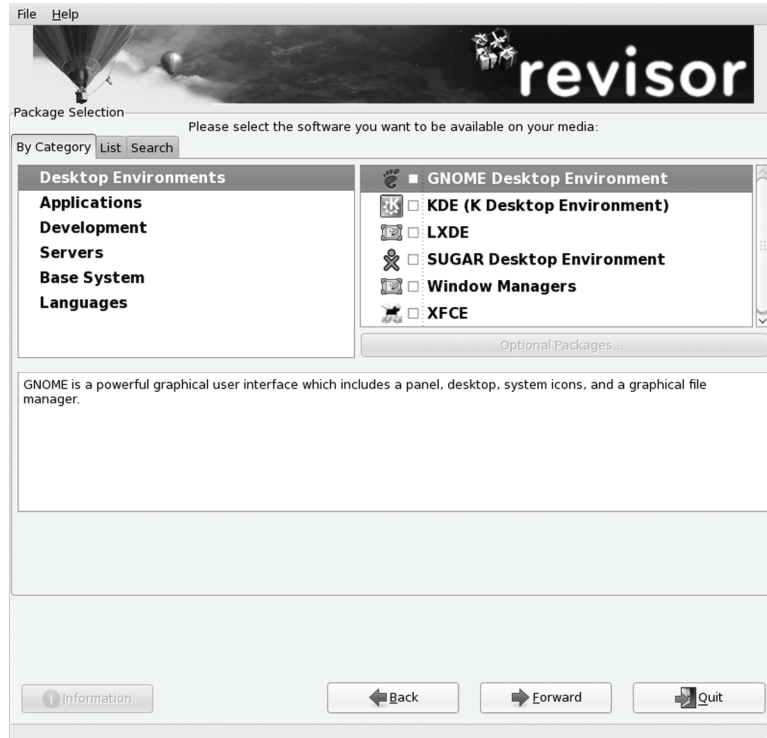 File Help
revisor
Package Selection
Please select the software you want to be available on your media:
By Category List Search
Desktop Environments
Applications
Development
Servers
Base System
Languages
GNOME Desktop Environment
KDE (K Desktop Environment)
LXDE
SUGAR Desktop Environment
Window Managers
XFCE
Optional Packages...
GNOME is a powerful graphical user interface which includes a panel, desktop, system icons, and a graphical file
manager.
Information Back Forward Quit